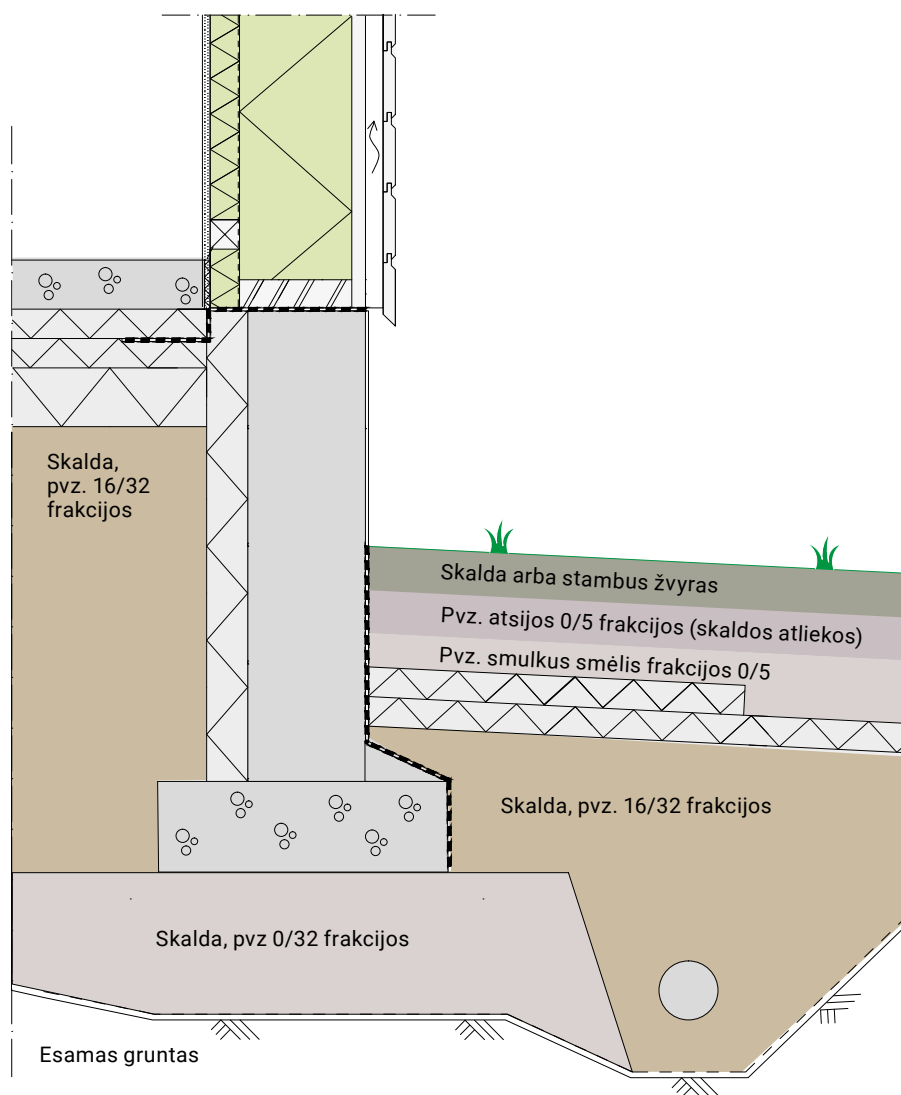 Skalda,
pvz. 16/32
frakcijos
Skalda arba stambus žvyras
Pvz. atsijos 0/5 frakcijos (skaldos atliekos)
Pvz. smulkus smėlis frakcijos 0/5
Skalda, pvz. 16/32 frakcijos
Skalda, pvz 0/32 frakcijos
Esamas gruntas